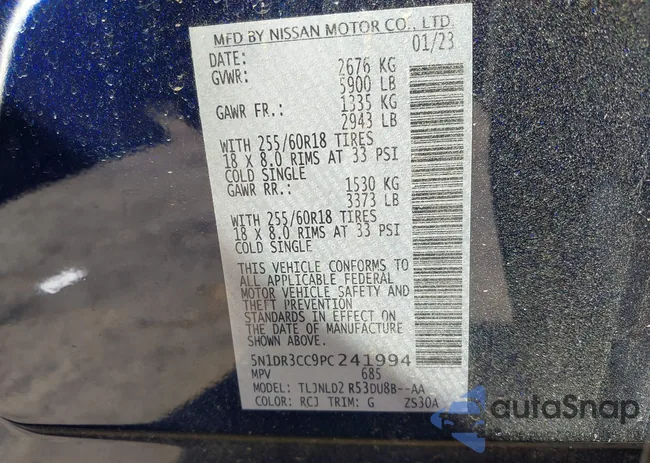 MFD BY NISSAN MOTOR CO., LTD.
DATE: 01/23
GVWR: 2676 KG
5900 LB
GAWR FR.: 1335 KG
2943 LB
WITH 255/60R18 TIRES
18 X 8.0 RIMS AT 33 PSI
COLD SINGLE
GAWR RR.: 1530 KG
3373 LB
WITH 255/60R18 TIRES
18 X 8.0 RIMS AT 33 PSI
COLD SINGLE
THIS VEHICLE CONFORMS TO
ALL APPLICABLE FEDERAL
MOTOR VEHICLE SAFETY AND
THEFT PREVENTION
STANDARDS IN EFFECT ON
THE DATE OF MANUFACTURE
SHOWN ABOVE.
5N1DR3CC9PC241994
MPV 685
MODEL: TLJNLD2 R53DU8B--AA
COLOR: RCJ TRIM: G ZS30A
autoSnap